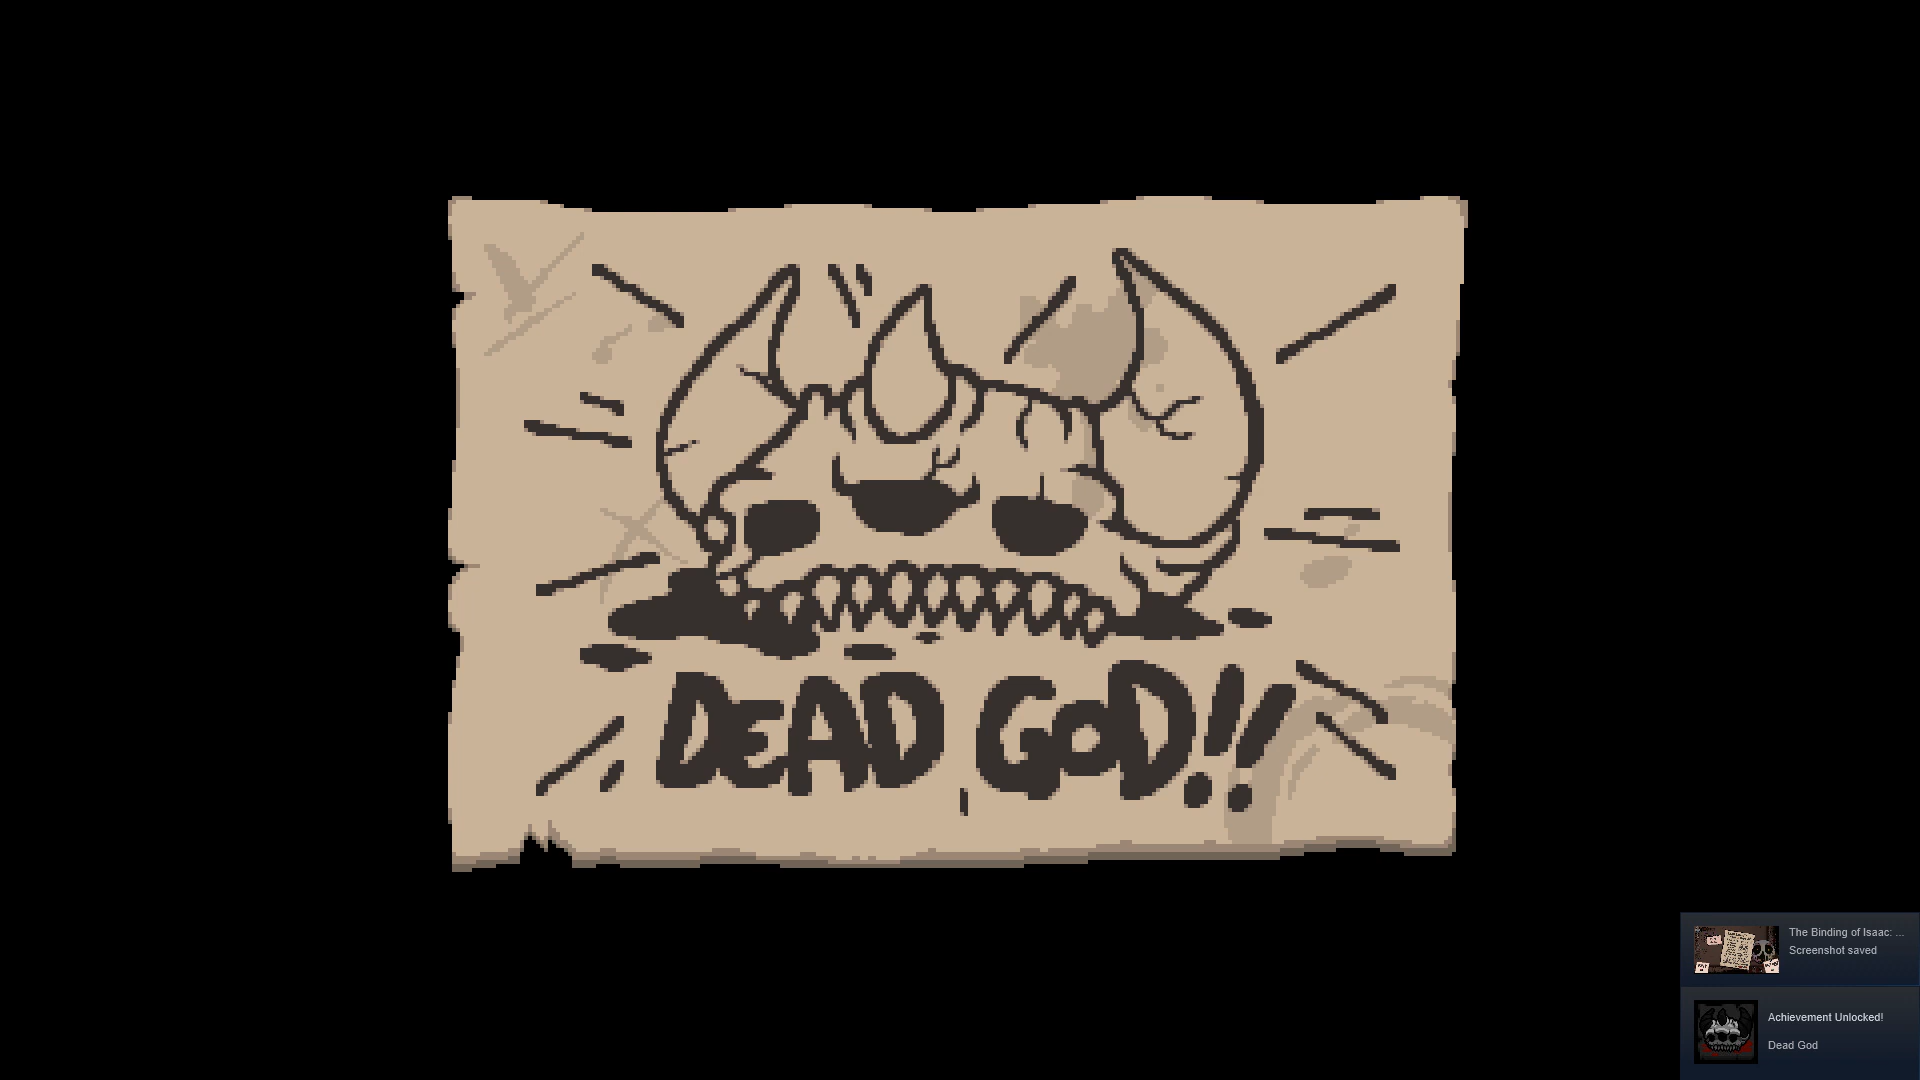 DEAD GOD!!
The Binding of Isaac: ...
Screenshot saved
Achievement Unlocked!
Dead God